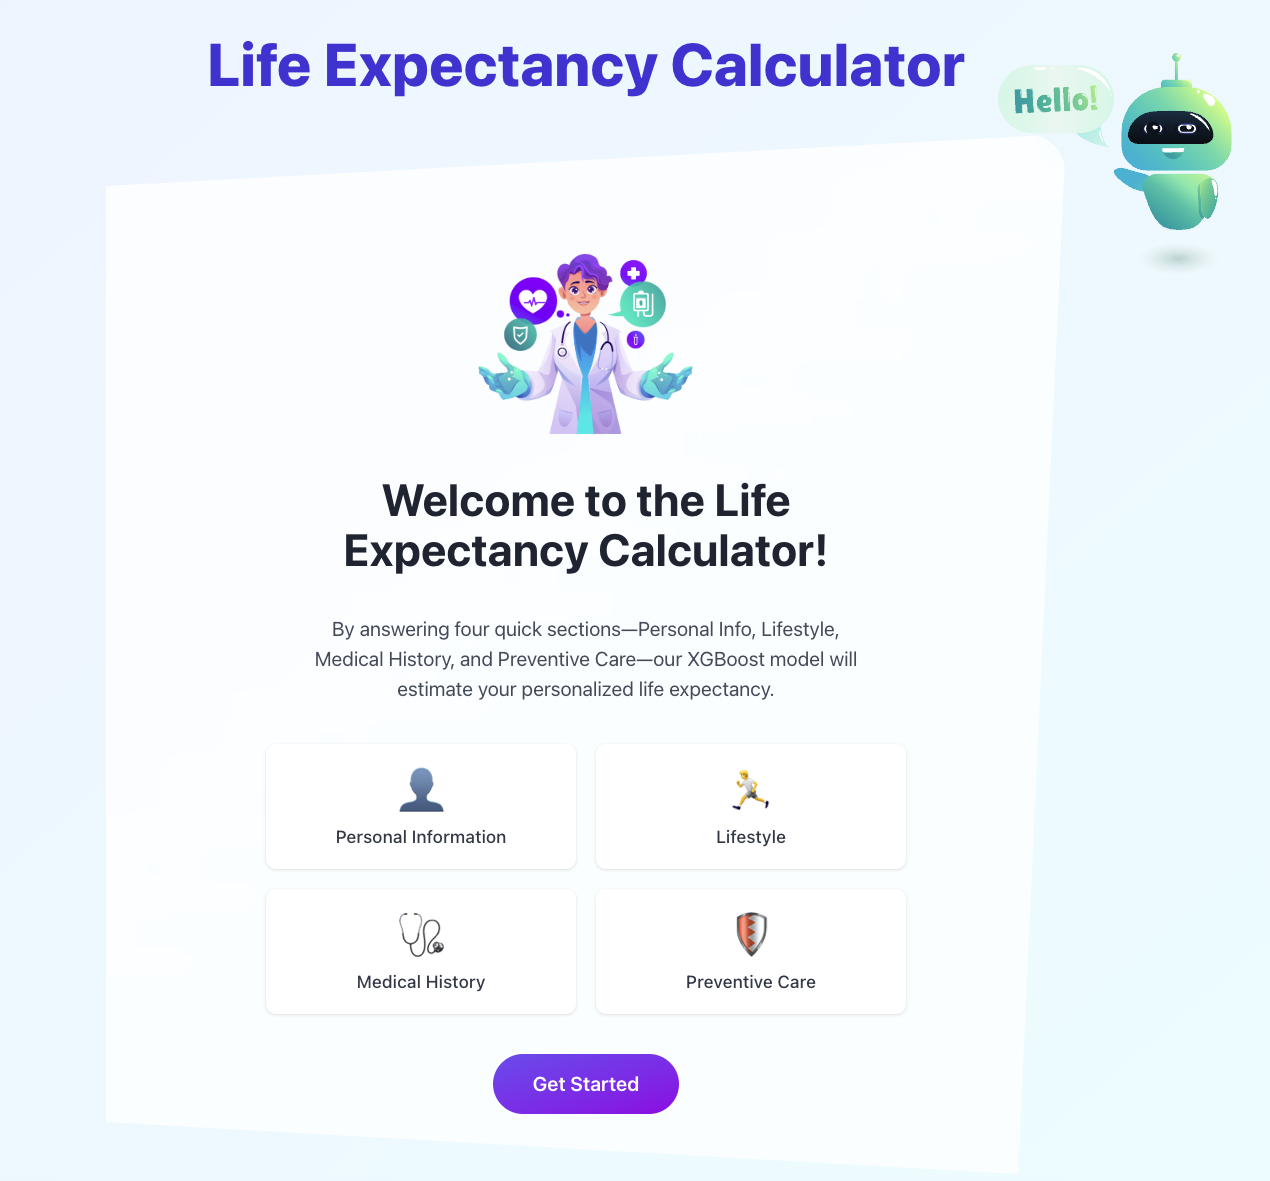 Life Expectancy Calculator
Hello!
Welcome to the Life
Expectancy Calculator!
By answering four quick sections—Personal Info, Lifestyle,
Medical History, and Preventive Care—our XGBoost model will
estimate your personalized life expectancy.
Personal Information
Lifestyle
Medical History
Preventive Care
Get Started